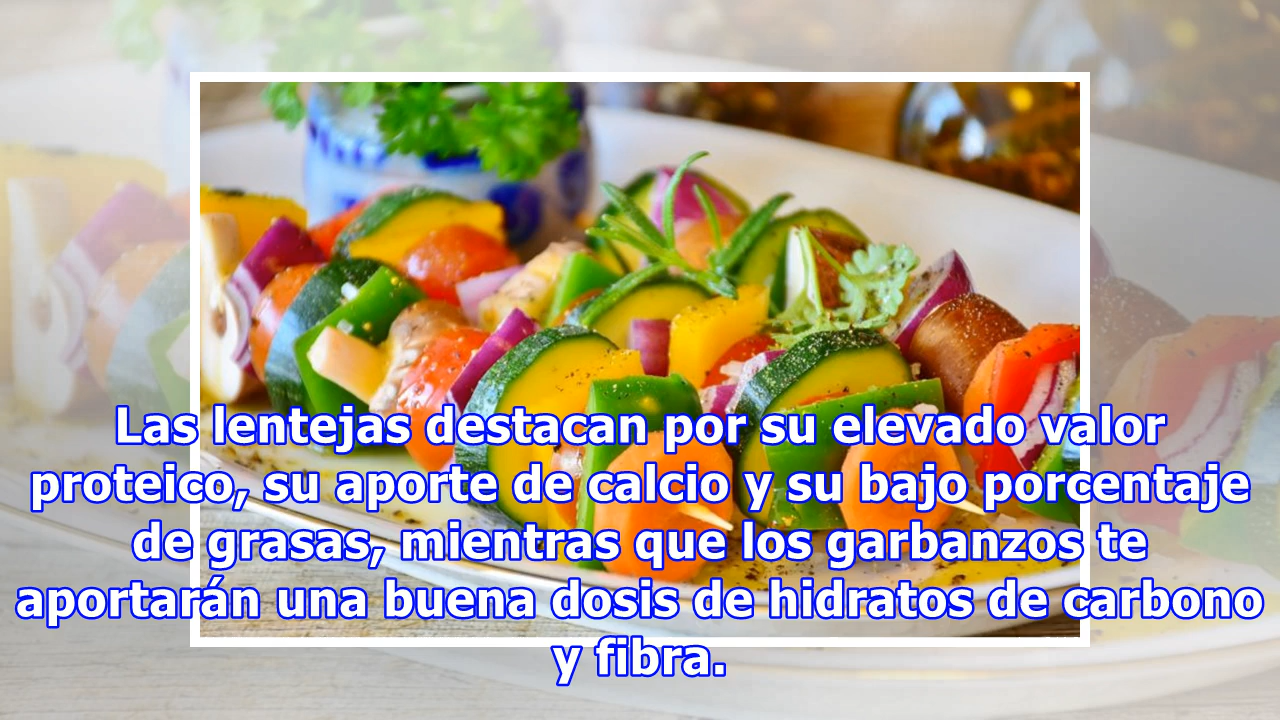 Las lentejas destacan por su elevado valor
proteico, su aporte de calcio y su bajo porcentaje
de grasas, mientras que los garbanzos te
aportarán una buena dosis de hidratos de carbono
y fibra.